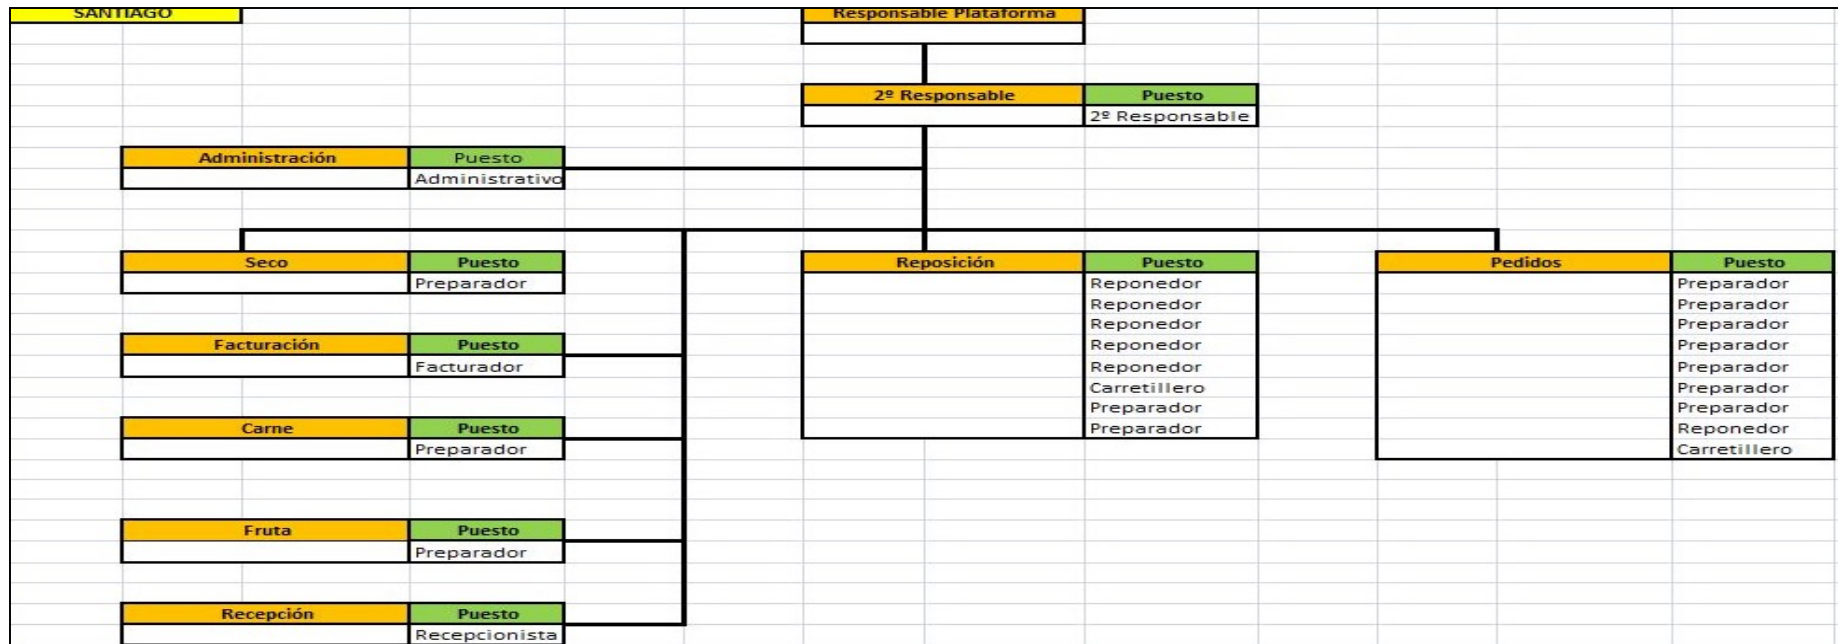 SANTIAGO
Responsable Plataforma
2º Responsable Puesto
2º Responsable
Administración Puesto
Administrativo
Seco Puesto
Preparador
Facturación Puesto
Facturador
Carne Puesto
Preparador
Fruta Puesto
Preparador
Recepción Puesto
Recepcionista
Reposición Puesto
Reponedor
Reponedor
Reponedor
Reponedor
Reponedor
Carretillero
Preparador
Preparador
Pedidos Puesto
Preparador
Preparador
Preparador
Preparador
Preparador
Preparador
Preparador
Reponedor
Carretillero